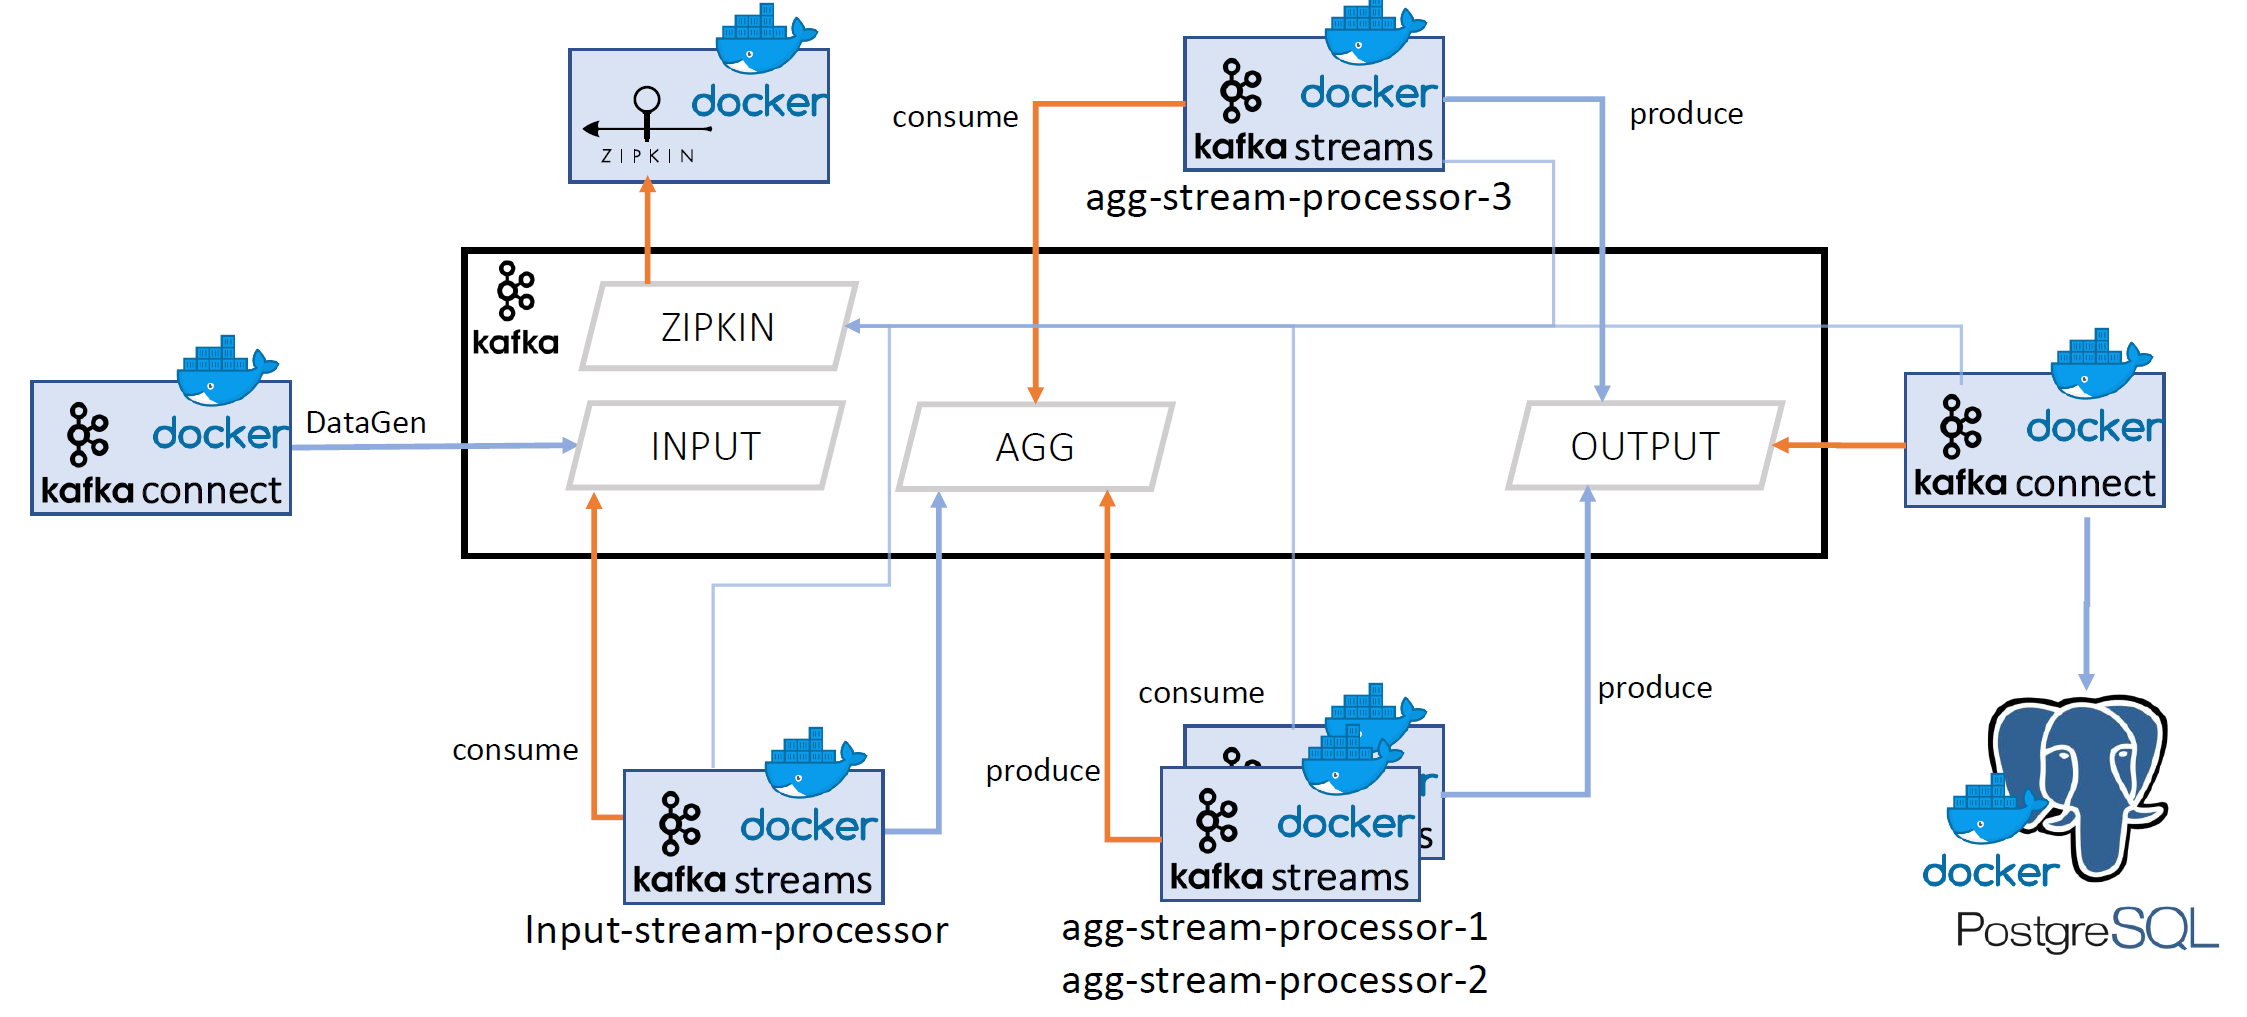 docker
ZIPKIN
docker
kafka streams
consume
produce
agg-stream-processor-3
kafka
ZIPKIN
docker
kafka connect
DataGen
INPUT
AGG
OUTPUT
docker
kafka connect
consume
produce
consume
produce
docker
kafka streams
Input-stream-processor
r
s
docker
kafka streams
agg-stream-processor-1
agg-stream-processor-2
docker
PostgreSQL